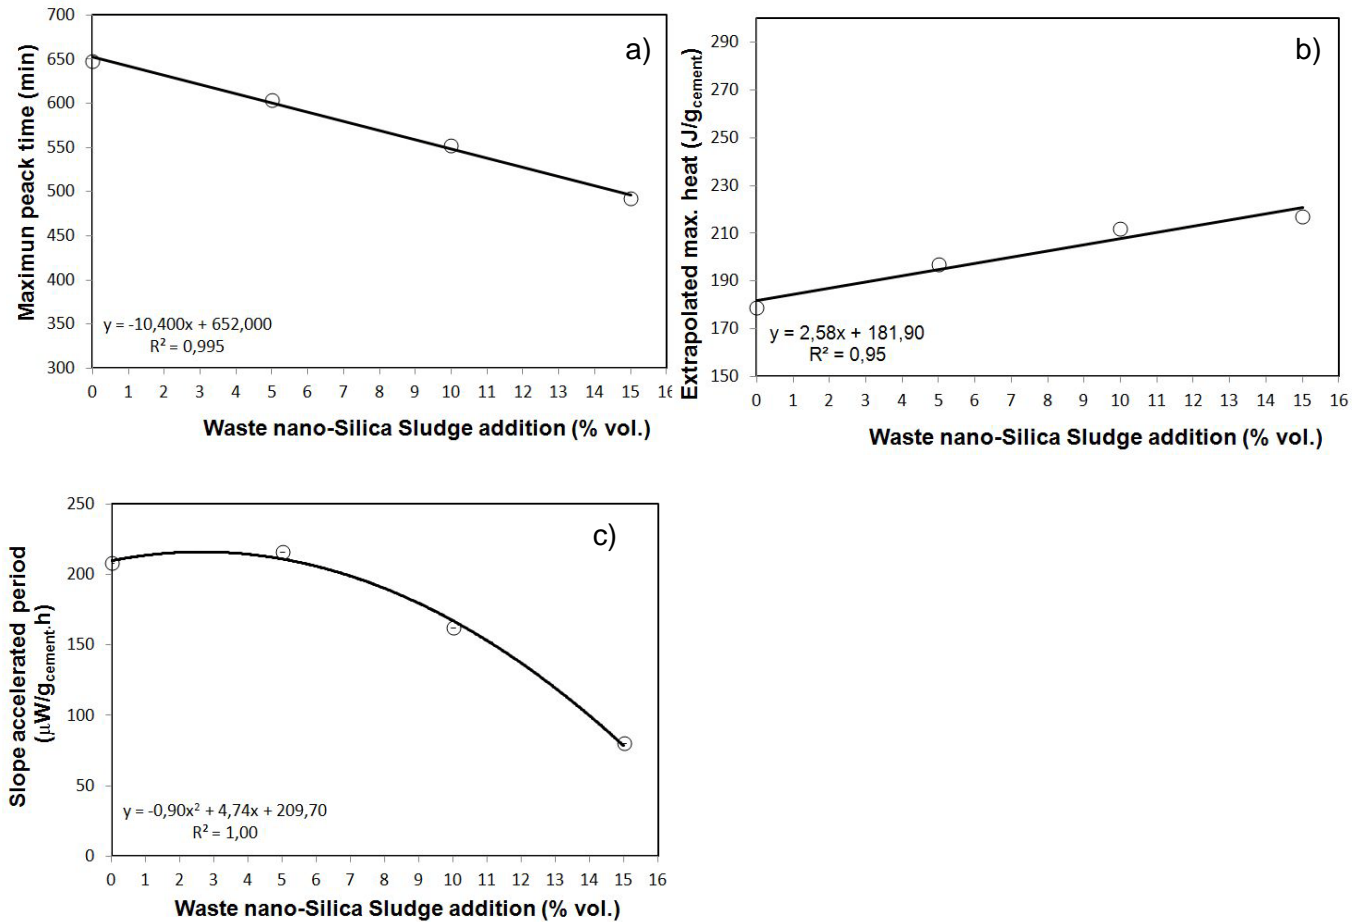 a)
Maximun peack time (min)
700
650
600
550
500
450
400
350
300
y = -10,400x + 652,000
R² = 0,995
0 1 2 3 4 5 6 7 8 9 10 11 12 13 14 15 16
Waste nano-Silica Sludge addition (% vol.)
b)
Extrapolated max. heat (J/gcement)
290
270
250
230
210
190
170
150
y = 2,58x + 181,90
R² = 0,95
0 1 2 3 4 5 6 7 8 9 10 11 12 13 14 15 16
Waste nano-Silica Sludge addition (% vol.)
c)
Slope accelerated period
(μW/gcement.h)
250
200
150
100
50
0
y = -0,90x² + 4,74x + 209,70
R² = 1,00
0 1 2 3 4 5 6 7 8 9 10 11 12 13 14 15 16
Waste nano-Silica Sludge addition (% vol.)